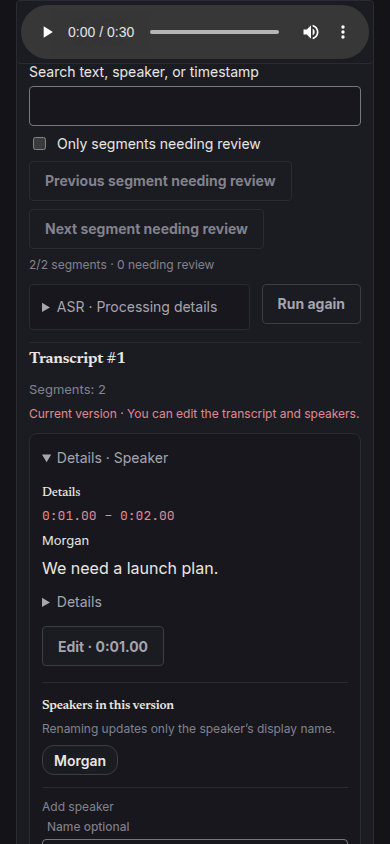 0:00 / 0:30
Search text, speaker, or timestamp
Only segments needing review
Previous segment needing review
Next segment needing review
2/2 segments · 0 needing review
ASR · Processing details
Run again
Transcript #1
Segments: 2
Current version · You can edit the transcript and speakers.
Details · Speaker
Details
0:01.00 – 0:02.00
Morgan
We need a launch plan.
Details
Edit · 0:01.00
Speakers in this version
Renaming updates only the speaker’s display name.
Morgan
Add speaker
Name optional